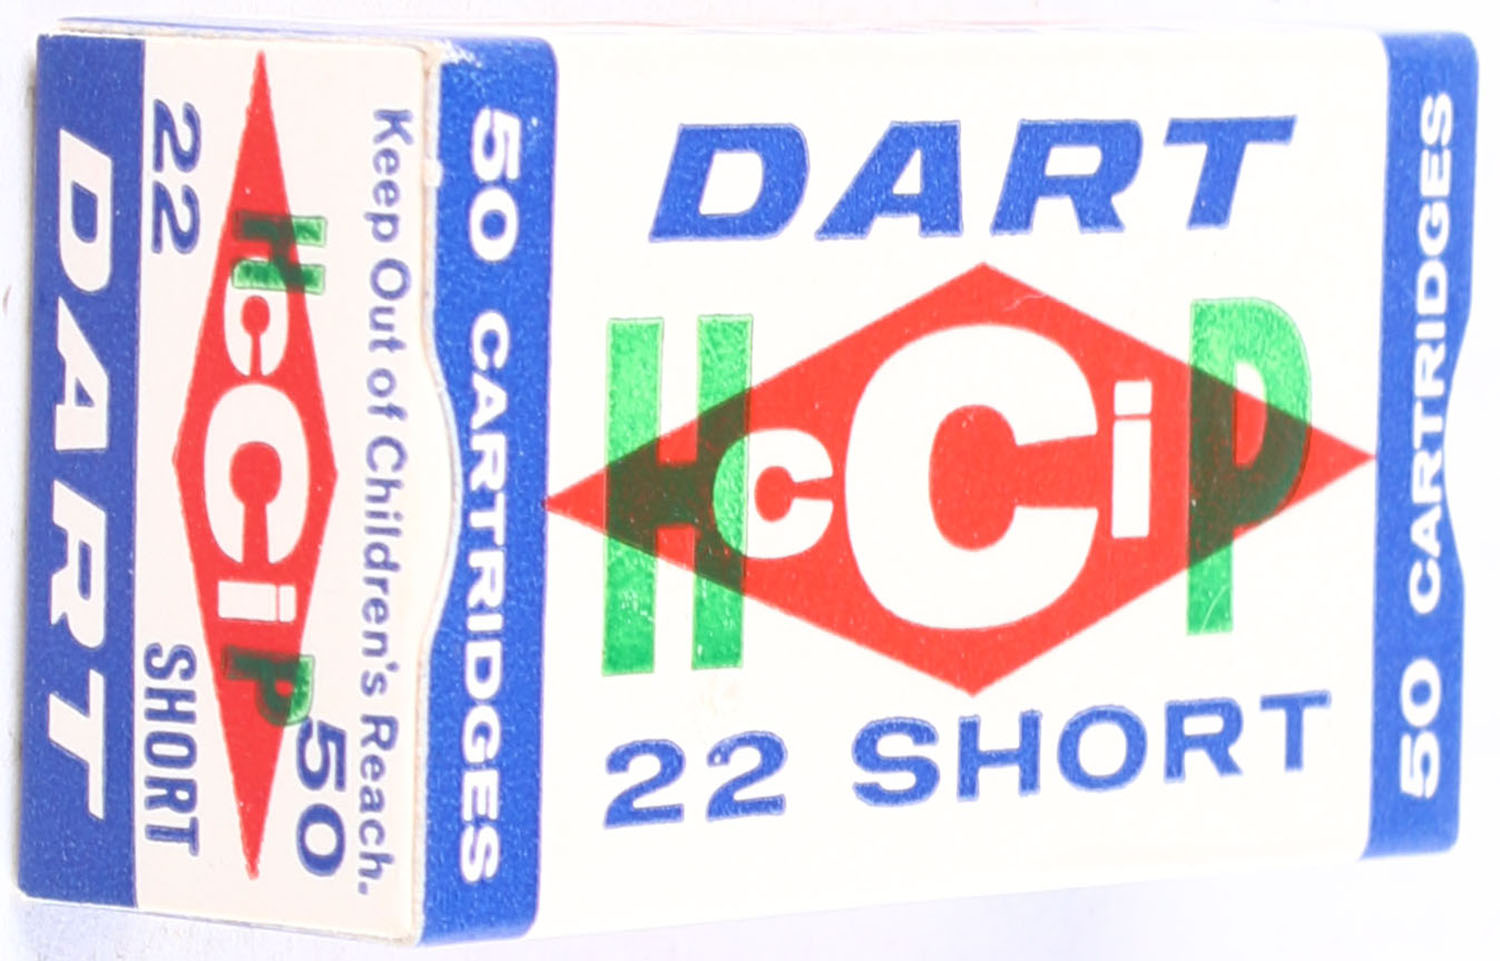 DART
HcCiP
22 SHORT
50 CARTRIDGES
50 CARTRIDGES
Keep Out of Children's Reach.
HcCiP
50
22 SHORT
DART